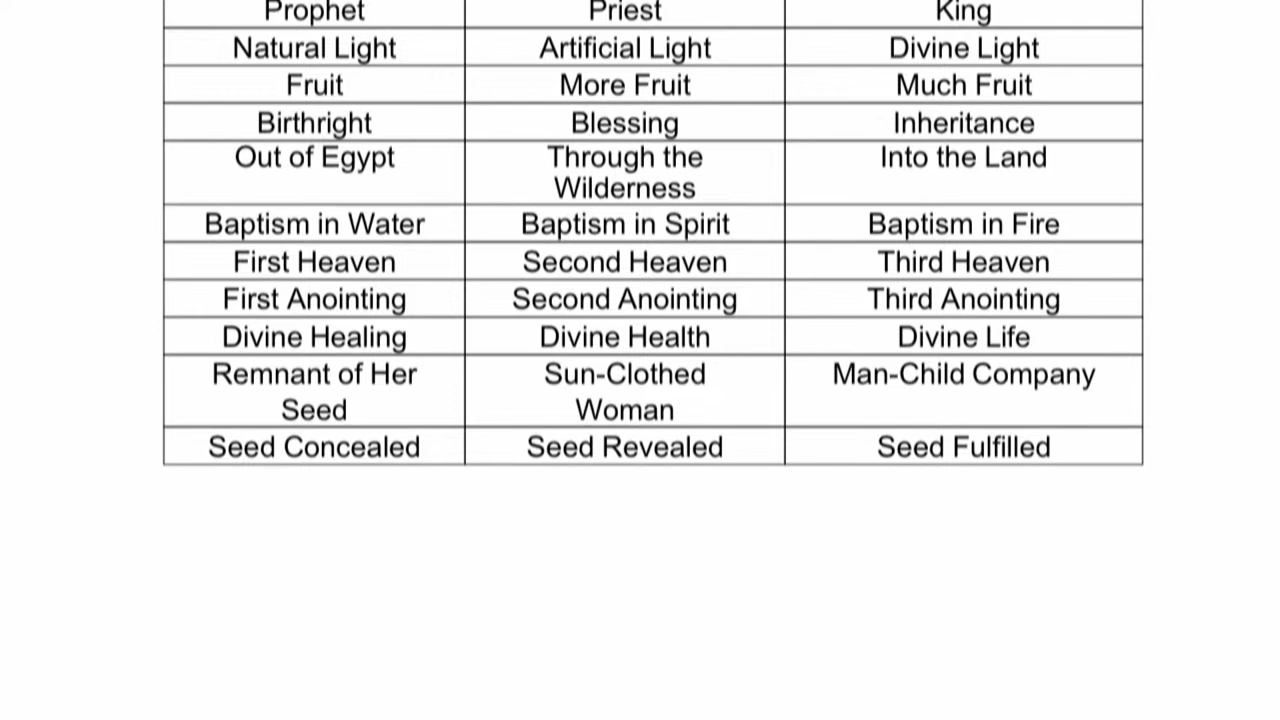 Prophet Priest King
Natural Light Artificial Light Divine Light
Fruit More Fruit Much Fruit
Birthright Blessing Inheritance
Out of Egypt Through the Into the Land
Wilderness
Baptism in Water Baptism in Spirit Baptism in Fire
First Heaven Second Heaven Third Heaven
First Anointing Second Anointing Third Anointing
Divine Healing Divine Health Divine Life
Remnant of Her Sun-Clothed Man-Child Company
Seed Woman
Seed Concealed Seed Revealed Seed Fulfilled